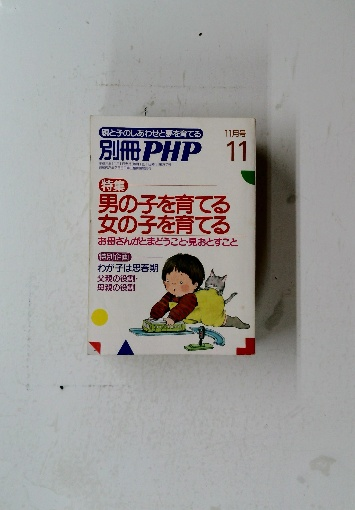 親と子のしあわせと夢を育てる
11月号
別冊PHP 11
特集
男の子を育てる
女の子を育てる
お母さんがとまどうこと・見おとすこと
特別企画
わが子は思春期
父親の役割・
母親の役割